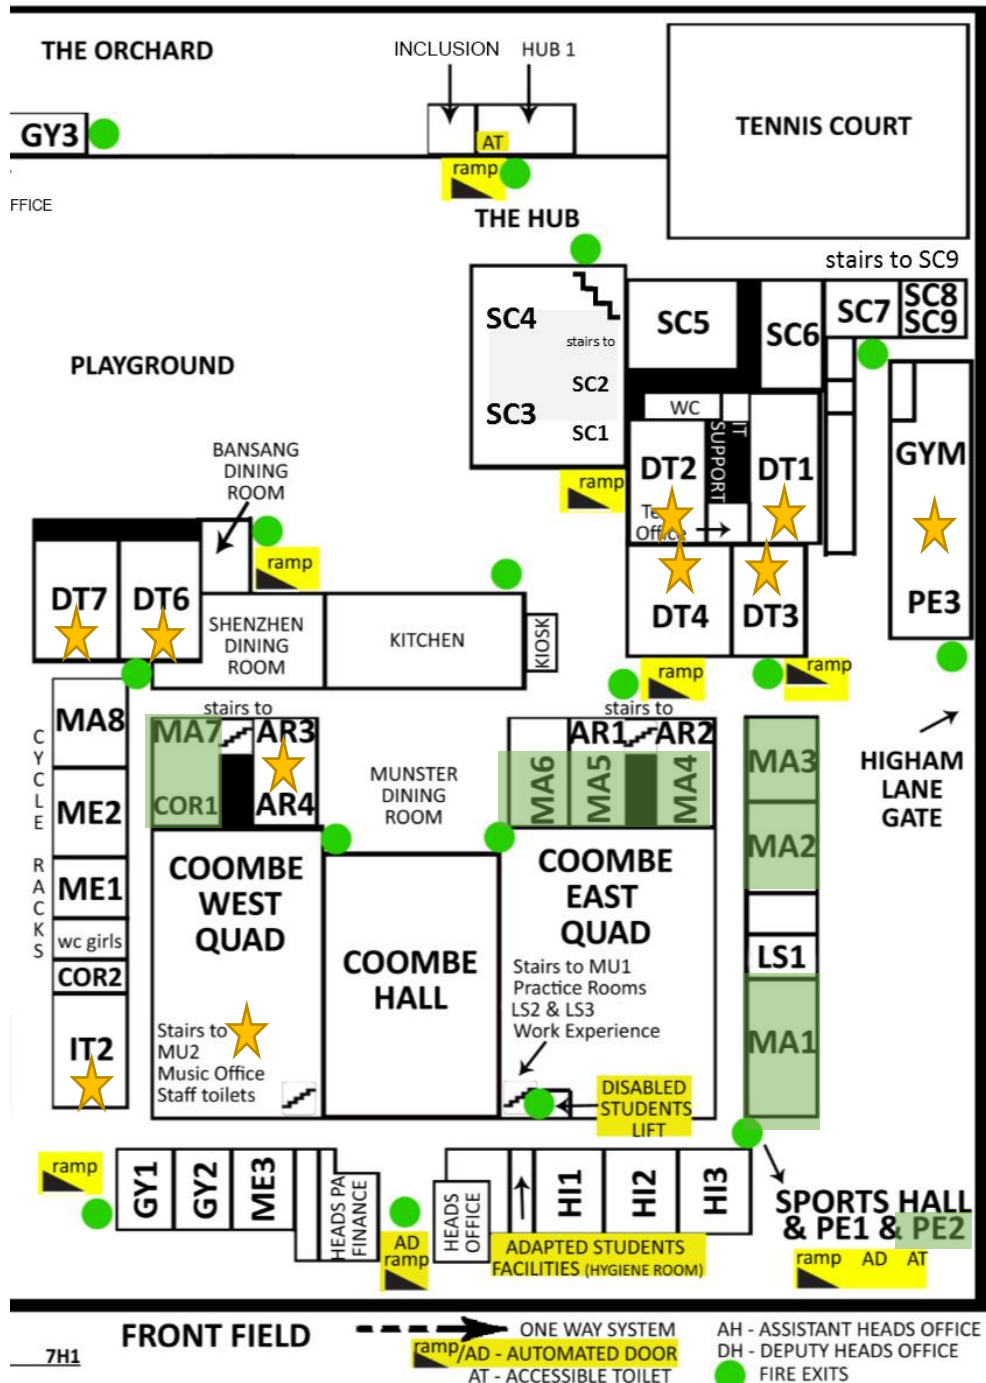 THE ORCHARD
INCLUSION
HUB 1
TENNIS COURT
GY3
AT
ramp
FFICE
THE HUB
stairs to SC9
SC4
stairs to
SC2
SC3
SC1
SC5
SC6
SC7
SC8
SC9
PLAYGROUND
WC
IT
SUPPORT
GYM
BANSANG
DINING
ROOM
DT2
DT1
ramp
Te
Office
ramp
DT7
DT6
DT4
DT3
PE3
SHENZHEN
DINING
ROOM
KITCHEN
KIOSK
ramp
ramp
MA8
stairs to
MA7
AR3
COR1
AR4
MUNSTER
DINING
ROOM
stairs to
AR1
AR2
MA6
MA5
MA4
MA3
HIGHAM
LANE
GATE
CYCLE RACKS
ME2
MA2
ME1
COOMBE
WEST
QUAD
COOMBE
EAST
QUAD
wc girls
COR2
COOMBE
HALL
LS1
Stairs to MU1
Practice Rooms
LS2 & LS3
Work Experience
IT2
Stairs to
MU2
Music Office
Staff toilets
MA1
DISABLED
STUDENTS
LIFT
ramp
GY1
GY2
ME3
HEADS PA
FINANCE
HEADS
OFFICE
HI1
HI2
HI3
SPORTS HALL
& PE1 & PE2
AD
ramp
ADAPTED STUDENTS
FACILITIES (HYGIENE ROOM)
ramp AD AT
FRONT FIELD
ONE WAY SYSTEM
ramp/AD - AUTOMATED DOOR
AT - ACCESSIBLE TOILET
AH - ASSISTANT HEADS OFFICE
DH - DEPUTY HEADS OFFICE
FIRE EXITS
7H1